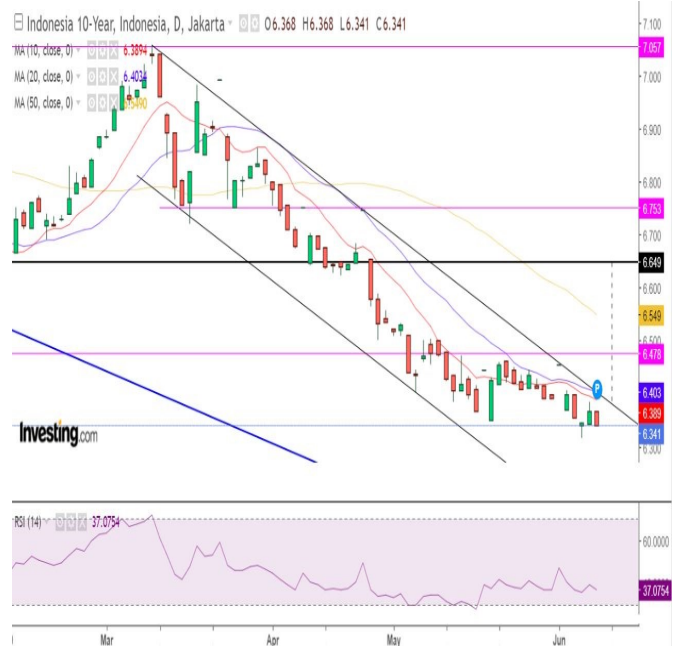 Indonesia 10-Year, Indonesia, D, Jakarta O6.368 H6.368 L6.341 C6.341
MA (10, close, 0) 6.3894
MA (20, close, 0) 6.4034
MA (50, close, 0) 6.5490
7.100
7.057
7.000
6.900
6.800
6.753
6.700
6.649
6.600
6.549
6.500
6.478
6.403
6.389
6.341
6.300
P
Investing.com
RSI (14) 37.0754
60.0000
37.0754
Mar Apr May Jun